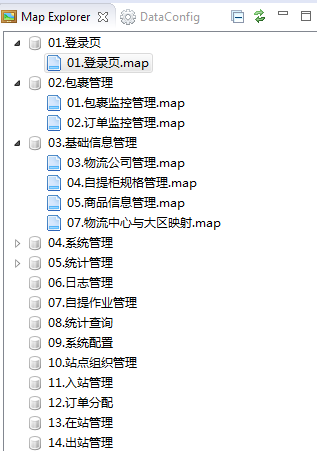 Map Explorer DataConfig
01.登录页
01.登录页.map
02.包裹管理
01.包裹监控管理.map
02.订单监控管理.map
03.基础信息管理
03.物流公司管理.map
04.自提柜规格管理.map
05.商品信息管理.map
07.物流中心与大区映射.map
04.系统管理
05.统计管理
06.日志管理
07.自提作业管理
08.统计查询
09.系统配置
10.站点组织管理
11.入站管理
12.订单分配
13.在站管理
14.出站管理